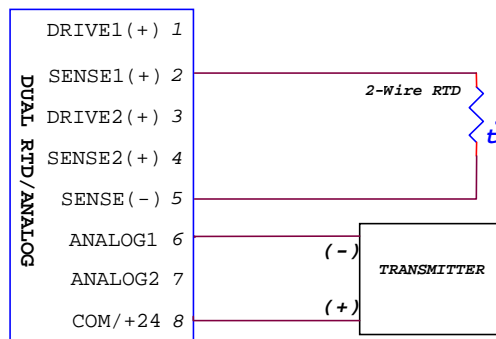 DUAL RTD/ANALOG
DRIVE1(+) 1
SENSE1(+) 2
DRIVE2(+) 3
SENSE2(+) 4
SENSE(-) 5
ANALOG1 6
ANALOG2 7
COM/+24 8
2-Wire RTD
t
(-)
TRANSMITTER
(+)